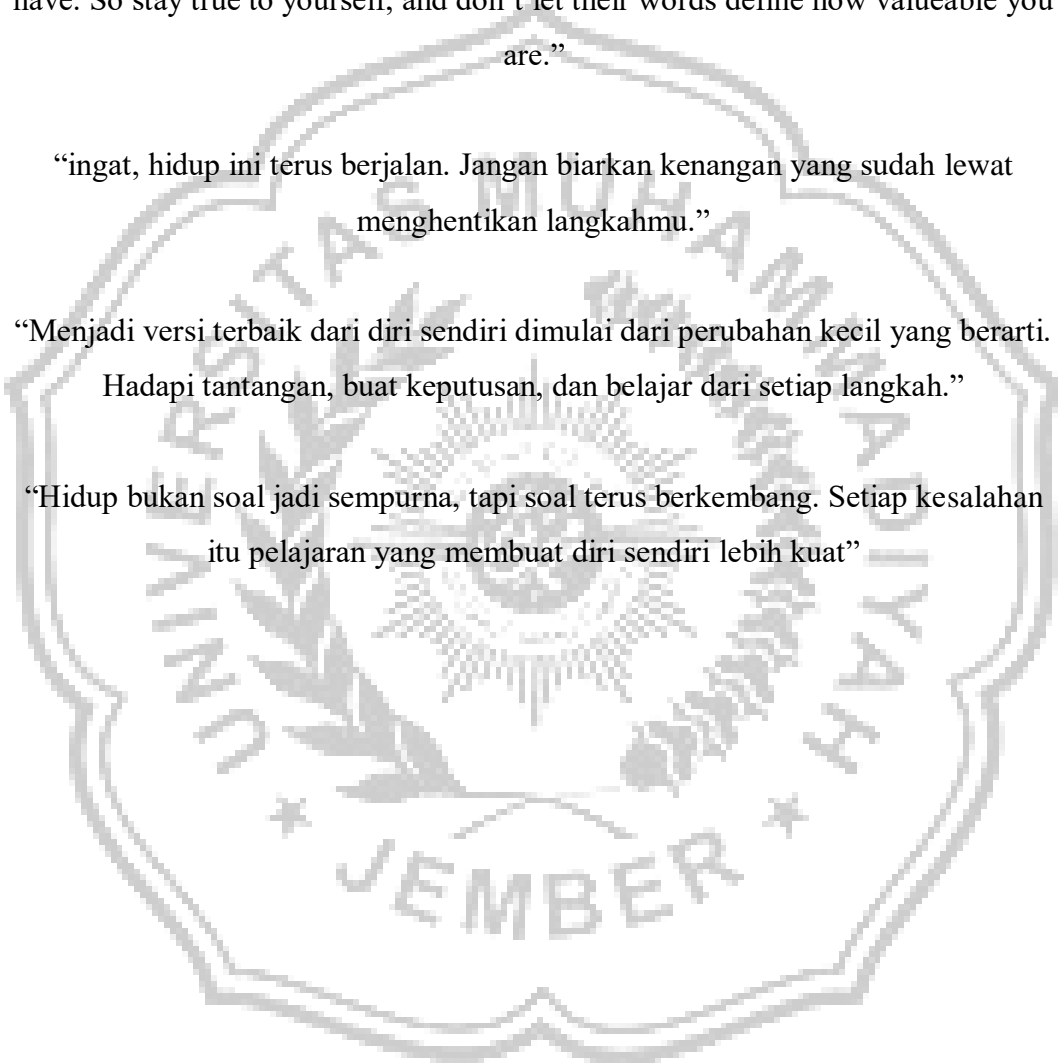 have. So stay true to yourself, and don't let their words define how valueable you
are.”
“ingat, hidup ini terus berjalan. Jangan biarkan kenangan yang sudah lewat
menghentikan langkahmu.”
“Menjadi versi terbaik dari diri sendiri dimulai dari perubahan kecil yang berarti.
Hadapi tantangan, buat keputusan, dan belajar dari setiap langkah.”
“Hidup bukan soal jadi sempurna, tapi soal terus berkembang. Setiap kesalahan
itu pelajaran yang membuat diri sendiri lebih kuat”
UNIVERSITAS MUHAMMADIYAH
JEMBER